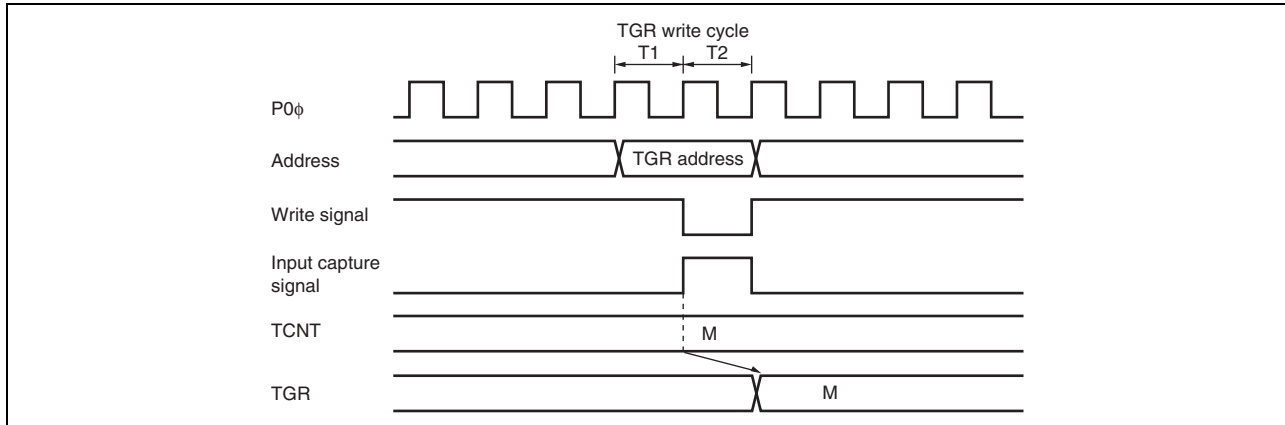 TGR write cycle
T1 T2
P0ϕ
Address
TGR address
Write signal
Input capture
signal
TCNT
M
TGR
M